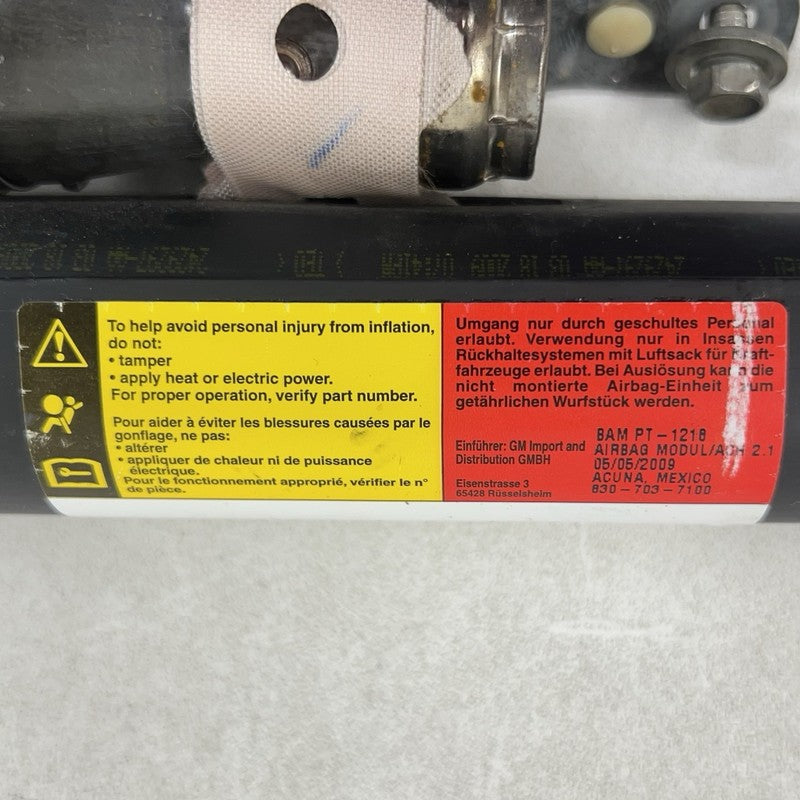 To help avoid personal injury from inflation,
do not:
• tamper
• apply heat or electric power.
For proper operation, verify part number.
Pour aider à éviter les blessures causées par le
gonflage, ne pas:
• altérer
• appliquer de chaleur ni de puissance
électrique.
Pour le fonctionnement approprié, vérifier le n°
de pièce.
Umgang nur durch geschultes Personal
erlaubt. Verwendung nur in Insassen
Rückhaltesystemen mit Luftsack für Kraft-
fahrzeuge erlaubt. Bei Auslösung kann die
nicht montierte Airbag-Einheit zum
getährlichen Wurfstück werden.
Einführer: GM Import and
Distribution GMBH
Eisenstrasse 3
65428 Rüsselsheim
BAM PT-1218
AIRBAG MODUL/AOH 2.1
05/05/2009
ACUNA, MEXICO
830-703-7100